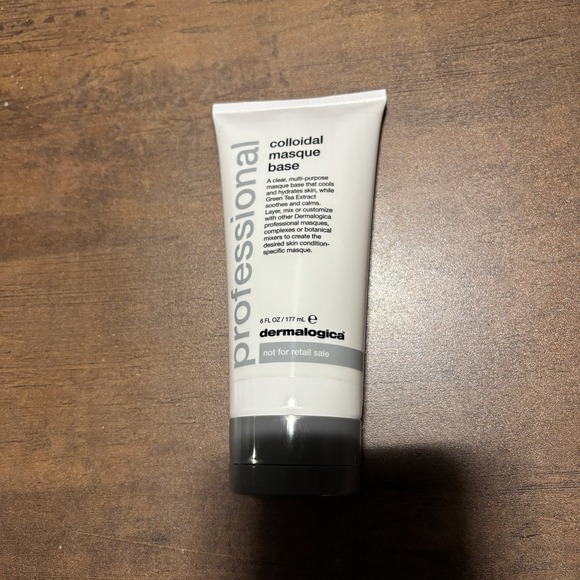 professional
colloidal
masque
base
A clear, multi-purpose
masque base that cools
and hydrates skin, while
Green Tea Extract
soothes and calms.
Layer, mix or customize
with other Dermalogica
professional masques,
complexes or botanical
mixers to create the
desired skin condition-
specific masque.
6 FL OZ / 177 mL ℮
dermalogica
not for retail sale